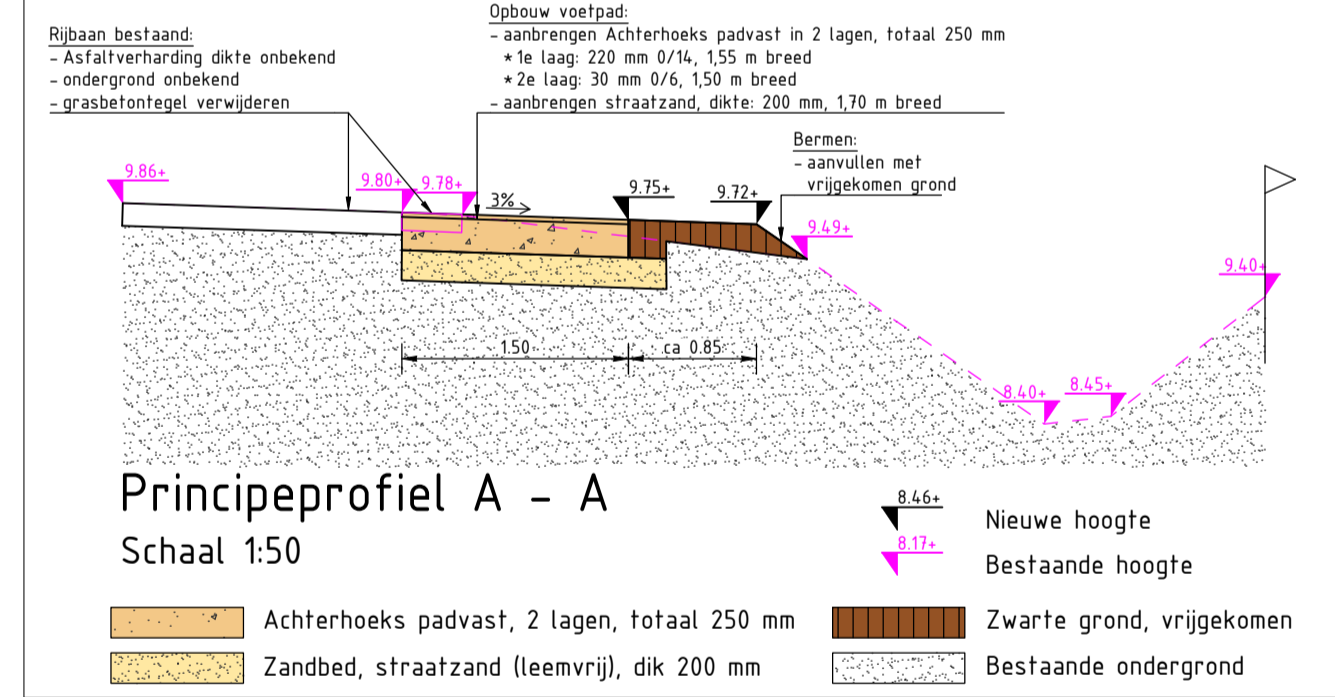 Rijbaan bestaand:
- Asfaltverharding dikte onbekend
- ondergrond onbekend
- grasbetontegel verwijderen
Opbouw voetpad:
- aanbrengen Achterhoeks padvast in 2 lagen, totaal 250 mm
* 1e laag: 220 mm 0/14, 1,55 m breed
* 2e laag: 30 mm 0/6, 1,50 m breed
- aanbrengen straatzand, dikte: 200 mm, 1,70 m breed
Bermen:
- aanvullen met
vrijgekomen grond
9.86+
9.80+
9.78+
3%
9.75+
9.72+
9.49+
9.40+
1.50
ca 0.85
8.40+
8.45+
Principeprofiel A - A
Schaal 1:50
8.46+
Nieuwe hoogte
8.17+
Bestaande hoogte
Achterhoeks padvast, 2 lagen, totaal 250 mm
Zwarte grond, vrijgekomen
Zandbed, straatzand (leemvrij), dik 200 mm
Bestaande ondergrond